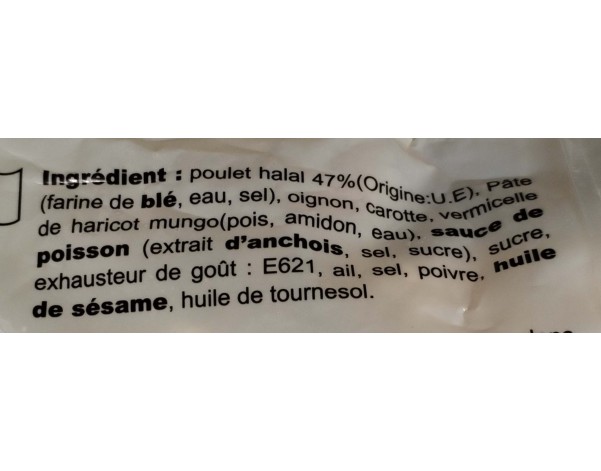 Ingrédient : poulet halal 47%(Origine:U.E), Pâte
(farine de blé, eau, sel), oignon, carotte, vermicelle
de haricot mungo(pois, amidon, eau), sauce de
poisson (extrait d'anchois, sel, sucre), sucre,
exhausteur de goût : E621, ail, sel, poivre, huile
de sésame, huile de tournesol.